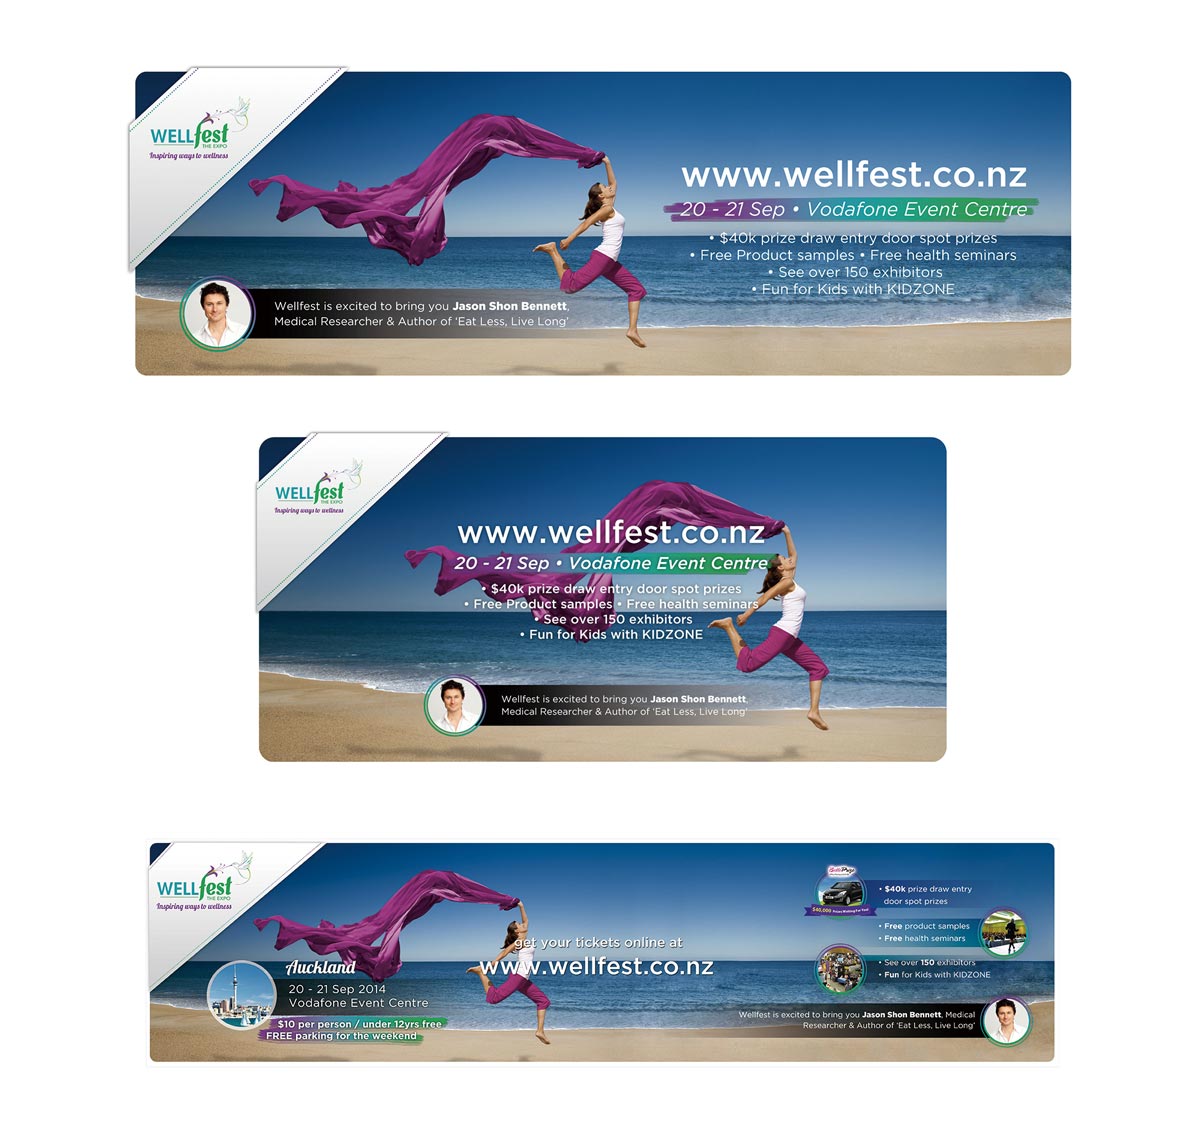 WELLfest
THE EXPO
Inspiring ways to wellness
www.wellfest.co.nz
20 - 21 Sep • Vodafone Event Centre
• $40k prize draw entry door spot prizes
• Free Product samples • Free health seminars
• See over 150 exhibitors
• Fun for Kids with KIDZONE
Wellfest is excited to bring you Jason Shon Bennett,
Medical Researcher & Author of 'Eat Less, Live Long'
WELLfest
THE EXPO
Inspiring ways to wellness
www.wellfest.co.nz
20 - 21 Sep • Vodafone Event Centre
• $40k prize draw entry door spot prizes
• Free Product samples • Free health seminars
• See over 150 exhibitors
• Fun for Kids with KIDZONE
Wellfest is excited to bring you Jason Shon Bennett,
Medical Researcher & Author of 'Eat Less, Live Long'
WELLfest
THE EXPO
Inspiring ways to wellness
Auckland
20 - 21 Sep 2014
Vodafone Event Centre
$10 per person / under 12yrs free
FREE parking for the weekend
get your tickets online at
www.wellfest.co.nz
$40,000 Prizes Waiting For You!
• $40k prize draw entry
door spot prizes
• Free product samples
• Free health seminars
• See over 150 exhibitors
• Fun for Kids with KIDZONE
Wellfest is excited to bring you Jason Shon Bennett, Medical
Researcher & Author of 'Eat Less, Live Long'